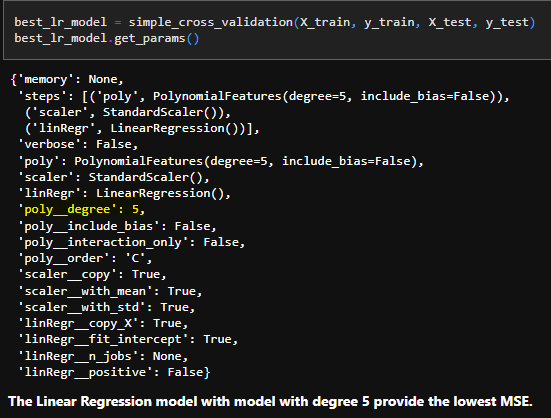 best_lr_model = simple_cross_validation(X_train, y_train, X_test, y_test)
best_lr_model.get_params()
{'memory': None,
 'steps': [('poly', PolynomialFeatures(degree=5, include_bias=False)),
  ('scaler', StandardScaler()),
  ('linRegr', LinearRegression())],
 'verbose': False,
 'poly': PolynomialFeatures(degree=5, include_bias=False),
 'scaler': StandardScaler(),
 'linRegr': LinearRegression(),
 'poly__degree': 5,
 'poly__include_bias': False,
 'poly__interaction_only': False,
 'poly__order': 'C',
 'scaler__copy': True,
 'scaler__with_mean': True,
 'scaler__with_std': True,
 'linRegr__copy_X': True,
 'linRegr__fit_intercept': True,
 'linRegr__n_jobs': None,
 'linRegr__positive': False}
The Linear Regression model with model with degree 5 provide the lowest MSE.